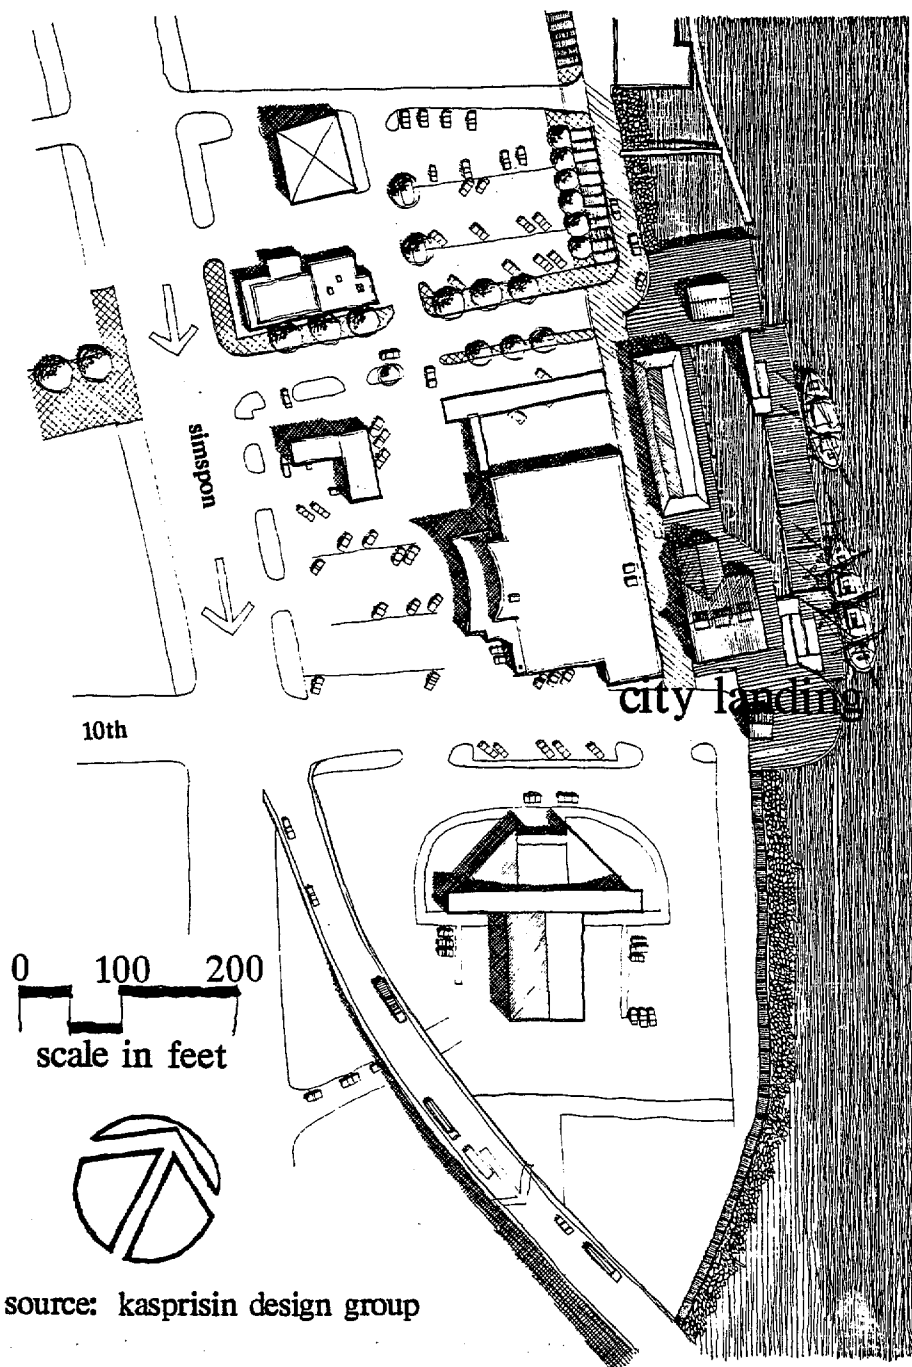 simspon
city landing
10th
0 100 200
scale in feet
source: kasprisin design group